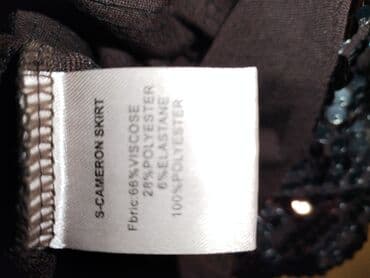 S-CAMERON SKIRT
Fbric:66%VISCOSE
28%POLYESTER
6%ELASTANE
100%POLYESTER